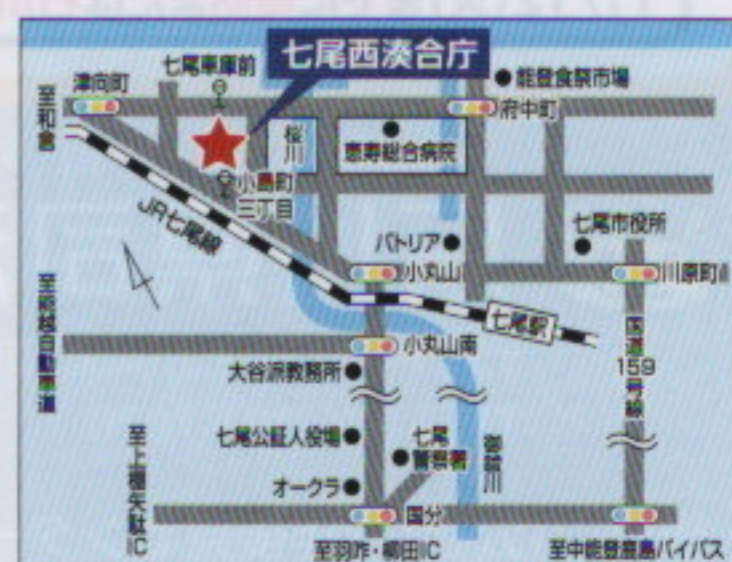 七尾西湊合庁
七尾車庫前
津向町
能登食祭市場
府中町
至和倉
桜川
恵寿総合病院
小島町
三丁目
JR七尾線
パトリア
七尾市役所
小丸山
川原町
七尾駅
至能越自動車道
小丸山南
国道
159
号線
大谷派教務所
七尾公証人役場
七尾
警察署
御祓川
至上棚矢駄IC
オークラ
国分
至羽咋・柳田IC
至中能登鹿島バイパス